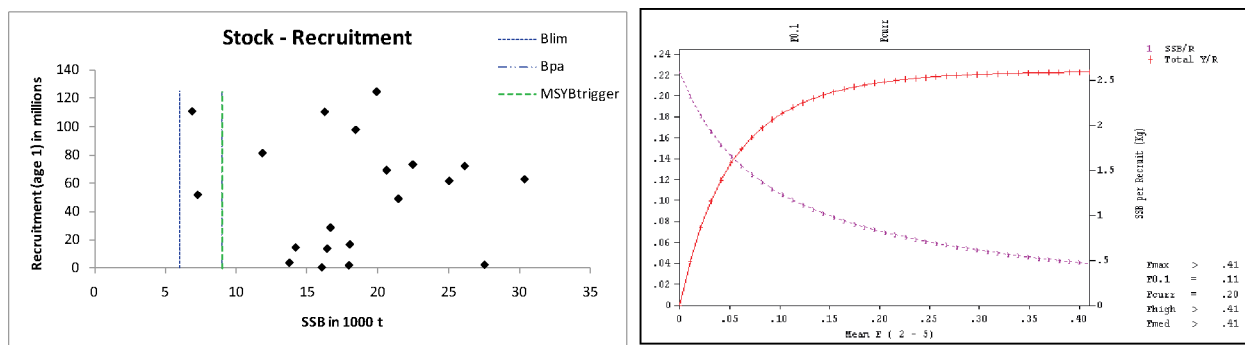 Stock - Recruitment
Blim
Bpa
MSYBtrigger
Recruitment (age 1) in millions
140
120
100
80
60
40
20
0
0 5 10 15 20 25 30 35
SSB in 1000 t
F0.1 Fcurr
SSB/R
Total Y/R
.24
.22
.20
.18
.16
.14
.12
.10
.08
.06
.04
.02
0
2.5
2
1.5
1
.5
0
SSB per Recruit (Kg)
0 .05 .10 .15 .20 .25 .30 .35 .40
Mean F ( 2 - 5)
Fmax > .41
F0.1 = .11
Fcurr = .20
Fhigh > .41
Fmed > .41